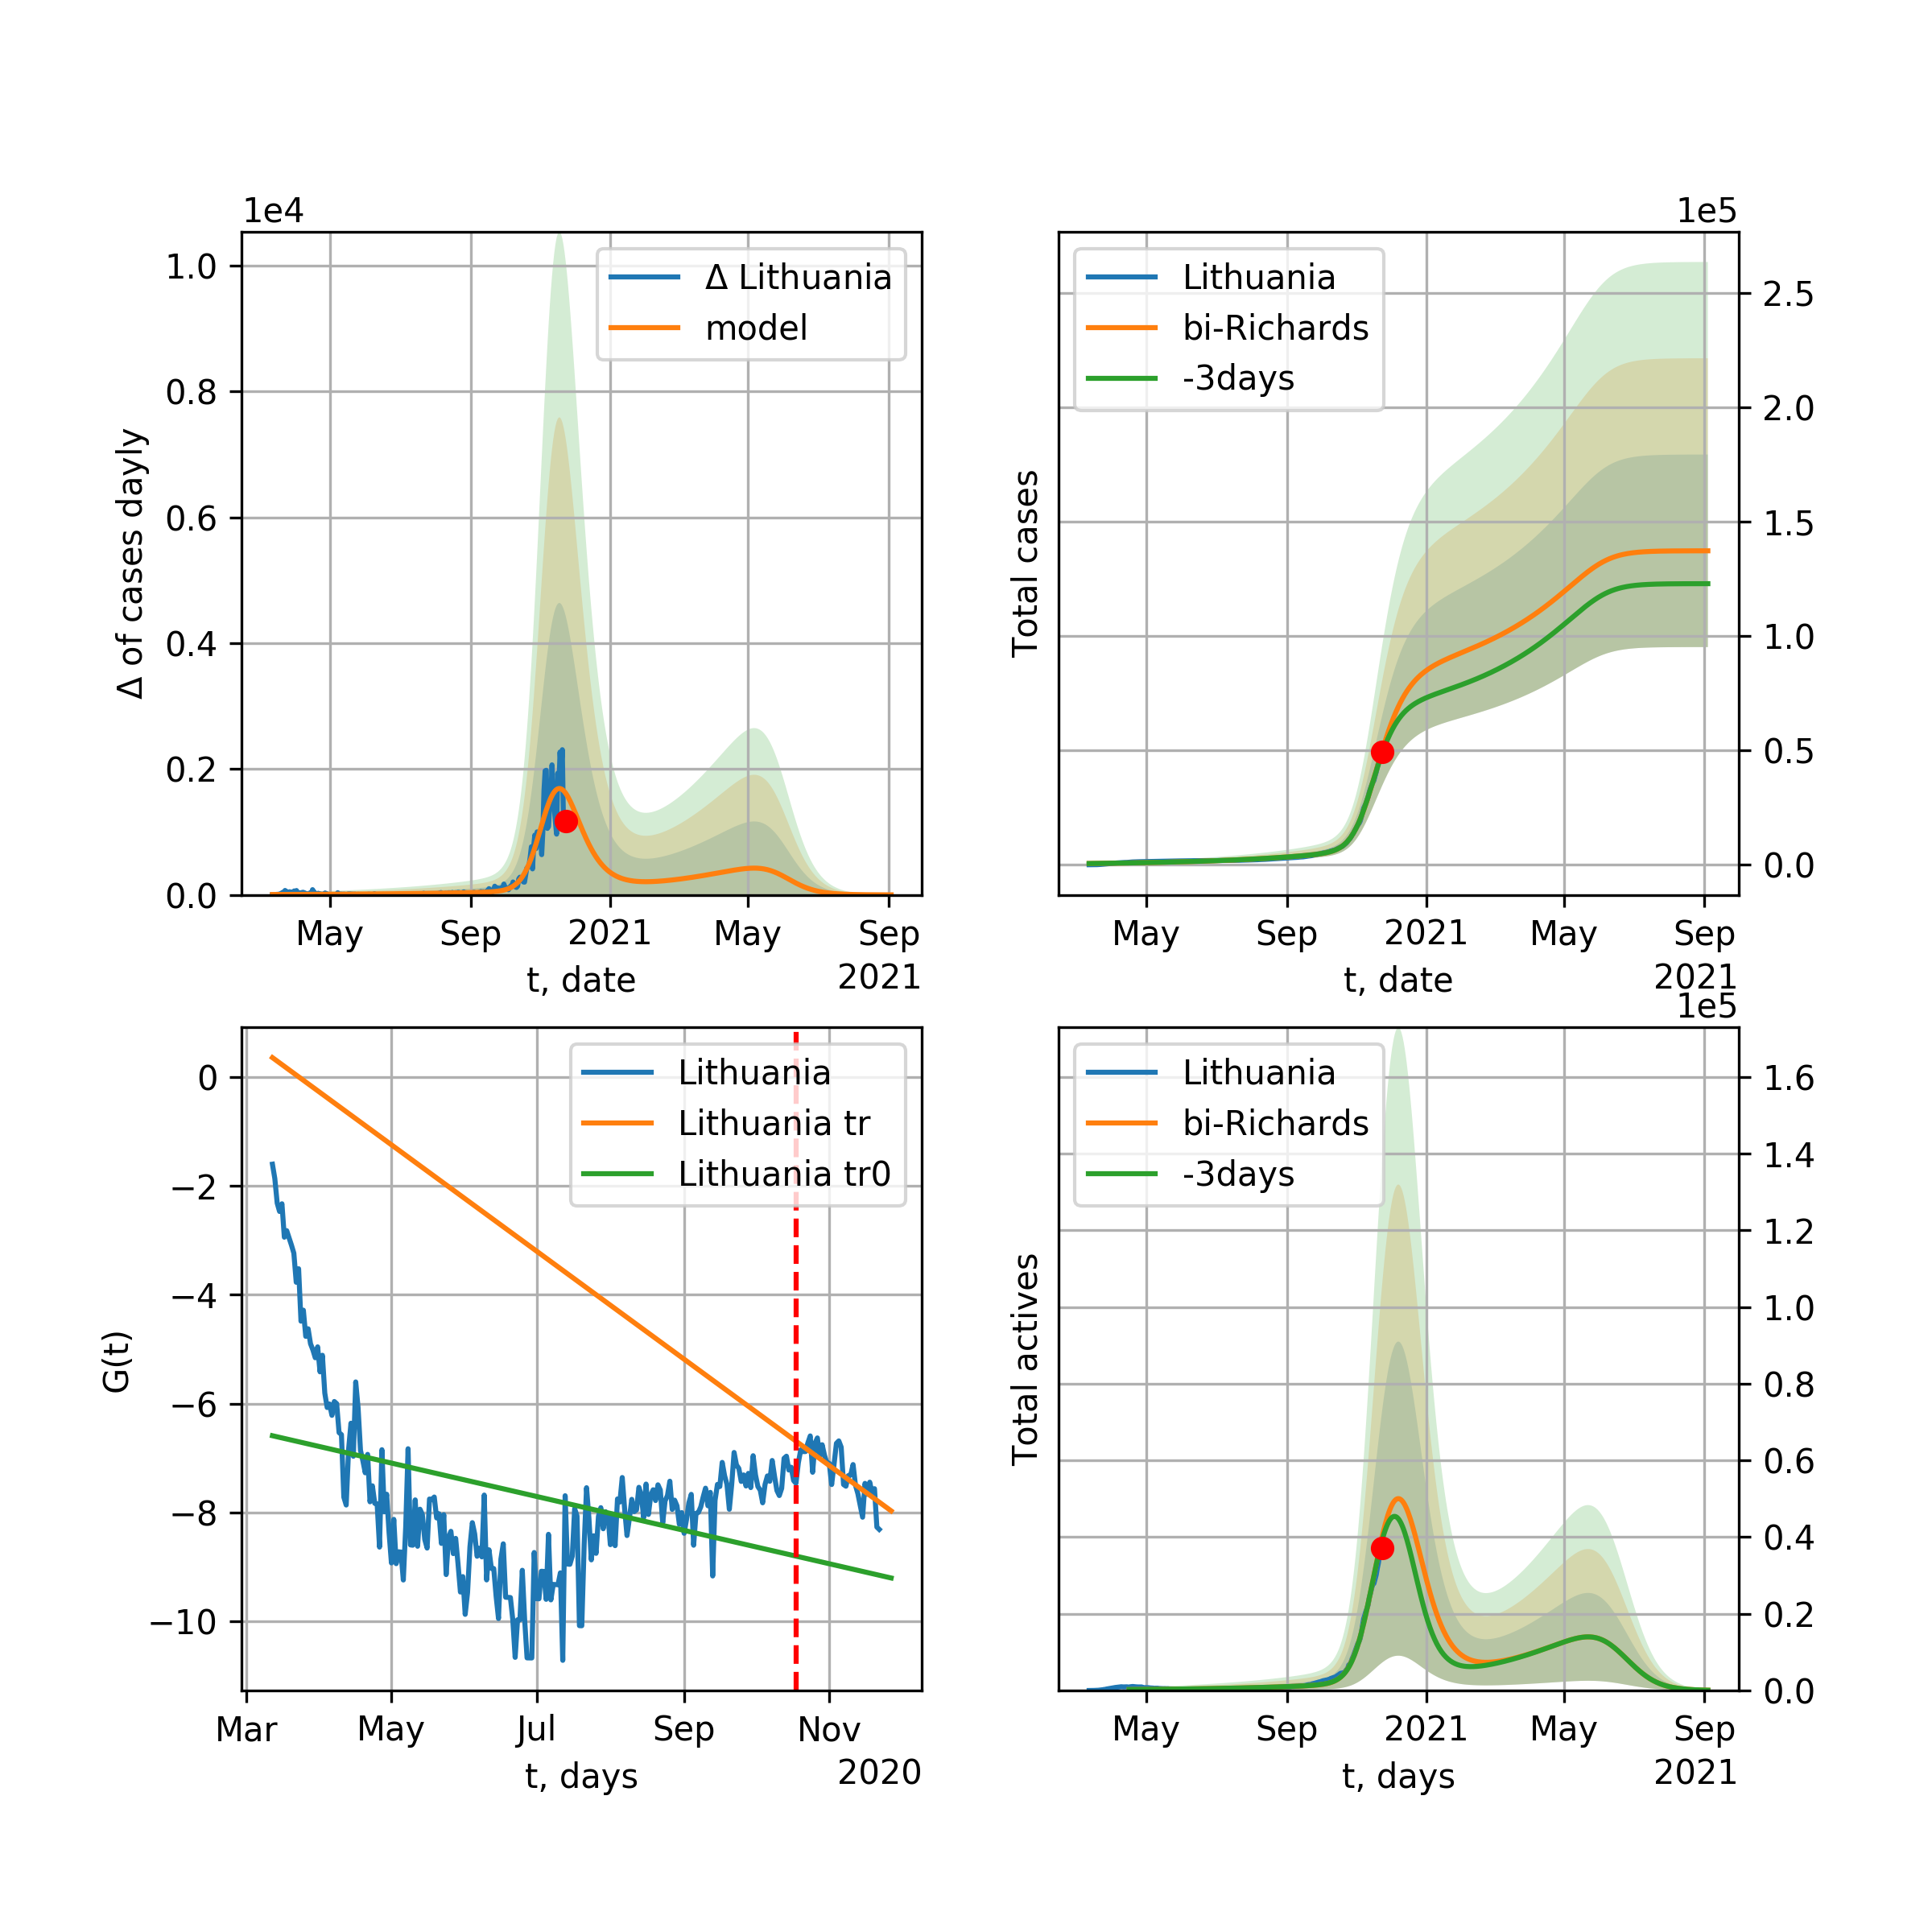 1e4
1.0
0.8
0.6
0.4
0.2
0.0
Δ of cases dayly
Δ Lithuania
model
May Sep 2021 May Sep
t, date 2021
1e5
Lithuania
bi-Richards
-3days
Total cases
2.5
2.0
1.5
1.0
0.5
0.0
May Sep 2021 May Sep
t, date 2021
0
−2
−4
−6
−8
−10
G(t)
Lithuania
Lithuania tr
Lithuania tr0
Mar May Jul Sep Nov
t, days 2020
1e5
Lithuania
bi-Richards
-3days
Total actives
1.6
1.4
1.2
1.0
0.8
0.6
0.4
0.2
0.0
May Sep 2021 May Sep
t, days 2021